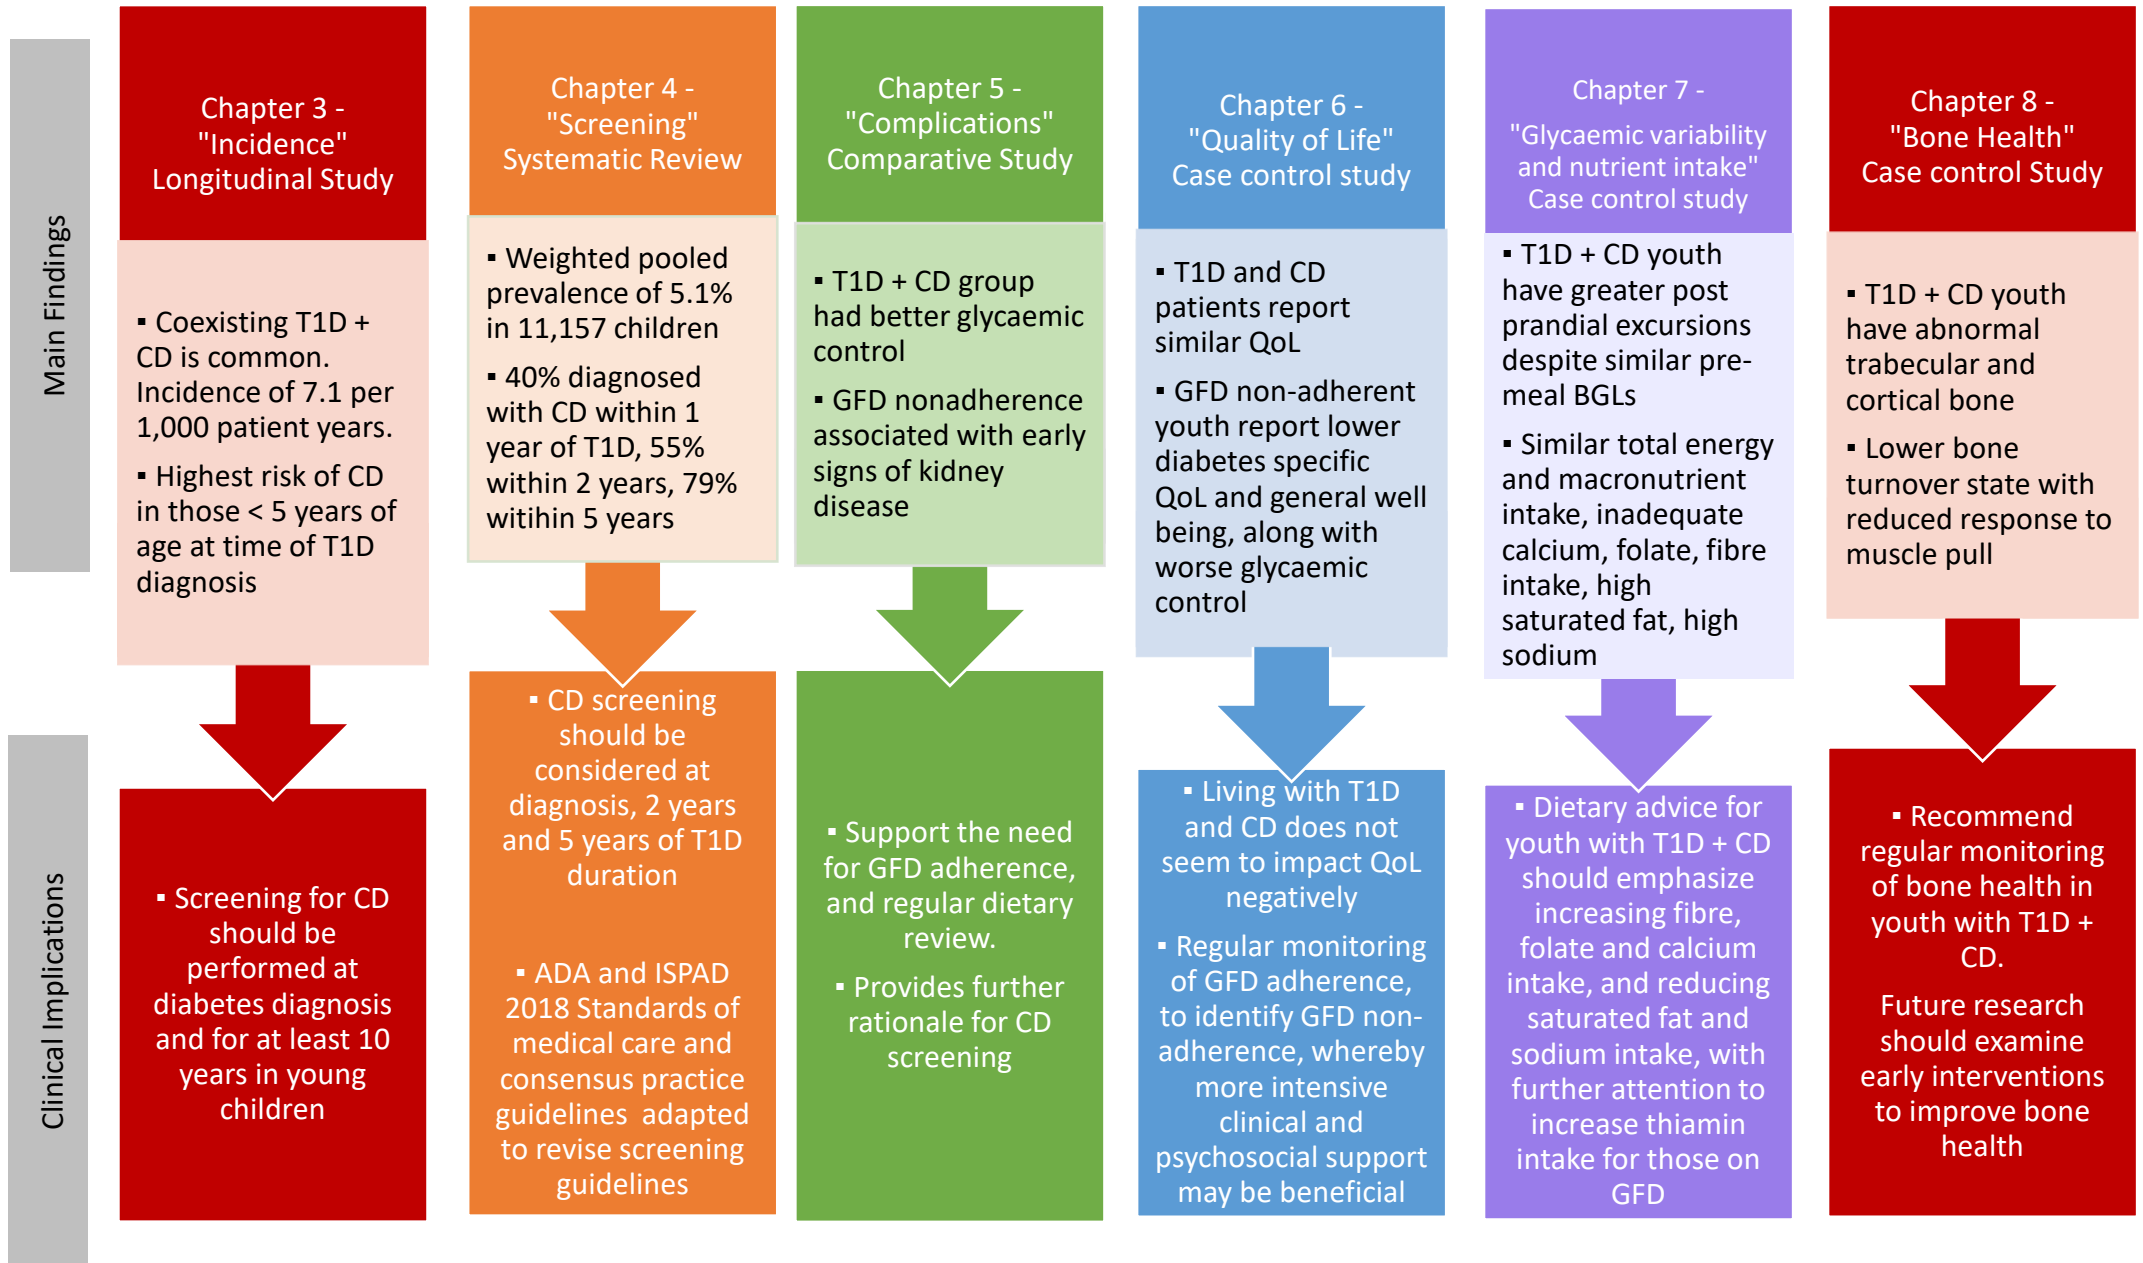 Main Findings
Chapter 3 -
"Incidence"
Longitudinal Study
▪ Coexisting T1D +
CD is common.
Incidence of 7.1 per
1,000 patient years.
▪ Highest risk of CD
in those < 5 years of
age at time of T1D
diagnosis
Chapter 4 -
"Screening"
Systematic Review
▪ Weighted pooled
prevalence of 5.1%
in 11,157 children
▪ 40% diagnosed
with CD within 1
year of T1D, 55%
within 2 years, 79%
witihin 5 years
Chapter 5 -
"Complications"
Comparative Study
▪ T1D + CD group
had better glycaemic
control
▪ GFD nonadherence
associated with early
signs of kidney
disease
Chapter 6 -
"Quality of Life"
Case control study
▪ T1D and CD
patients report
similar QoL
▪ GFD non-adherent
youth report lower
diabetes specific
QoL and general well
being, along with
worse glycaemic
control
Chapter 7 -
"Glycaemic variability
and nutrient intake"
Case control study
▪ T1D + CD youth
have greater post
prandial excursions
despite similar pre-
meal BGLs
▪ Similar total energy
and macronutrient
intake, inadequate
calcium, folate, fibre
intake, high
saturated fat, high
sodium
Chapter 8 -
"Bone Health"
Case control Study
▪ T1D + CD youth
have abnormal
trabecular and
cortical bone
▪ Lower bone
turnover state with
reduced response to
muscle pull
Clinical Implications
▪ Screening for CD
should be
performed at
diabetes diagnosis
and for at least 10
years in young
children
▪ CD screening
should be
considered at
diagnosis, 2 years
and 5 years of T1D
duration
▪ ADA and ISPAD
2018 Standards of
medical care and
consensus practice
guidelines adapted
to revise screening
guidelines
▪ Support the need
for GFD adherence,
and regular dietary
review.
▪ Provides further
rationale for CD
screening
▪ Living with T1D
and CD does not
seem to impact QoL
negatively
▪ Regular monitoring
of GFD adherence,
to identify GFD non-
adherence, whereby
more intensive
clinical and
psychosocial support
may be beneficial
▪ Dietary advice for
youth with T1D + CD
should emphasize
increasing fibre,
folate and calcium
intake, and reducing
saturated fat and
sodium intake, with
further attention to
increase thiamin
intake for those on
GFD
▪ Recommend
regular monitoring
of bone health in
youth with T1D +
CD.
Future research
should examine
early interventions
to improve bone
health